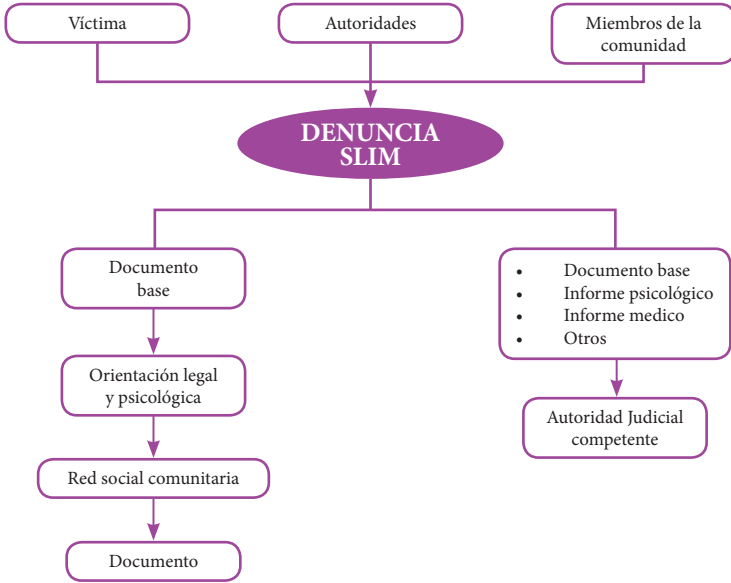 Víctima
Autoridades
Miembros de la
comunidad
DENUNCIA
SLIM
Documento
base
Orientación legal
y psicológica
Red social comunitaria
Documento
• Documento base
• Informe psicológico
• Informe medico
• Otros
Autoridad Judicial
competente